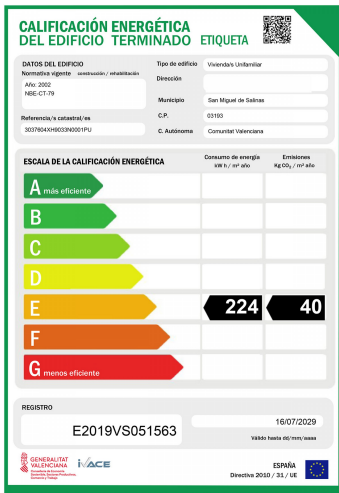 CALIFICACIÓN ENERGÉTICA
DEL EDIFICIO TERMINADO ETIQUETA
DATOS DEL EDIFICIO
Normativa vigente construcción / rehabilitación
Año: 2002
NBE-CT-79
Referencia/s catastral/es
3037604XH9033N0001PU
Tipo de edificio Vivienda/s Unifamiliar
Dirección
Municipio San Miguel de Salinas
C.P. 03193
C. Autónoma Comunitat Valenciana
ESCALA DE LA CALIFICACIÓN ENERGÉTICA
Consumo de energía
kW h / m² año
Emisiones
Kg CO₂ / m² año
A más eficiente
B
C
D
E 224 40
F
G menos eficiente
REGISTRO
E2019VS051563
16/07/2029
Válido hasta dd/mm/aaaa
GENERALITAT
VALENCIANA
IVACE
ESPAÑA
Directiva 2010 / 31 / UE